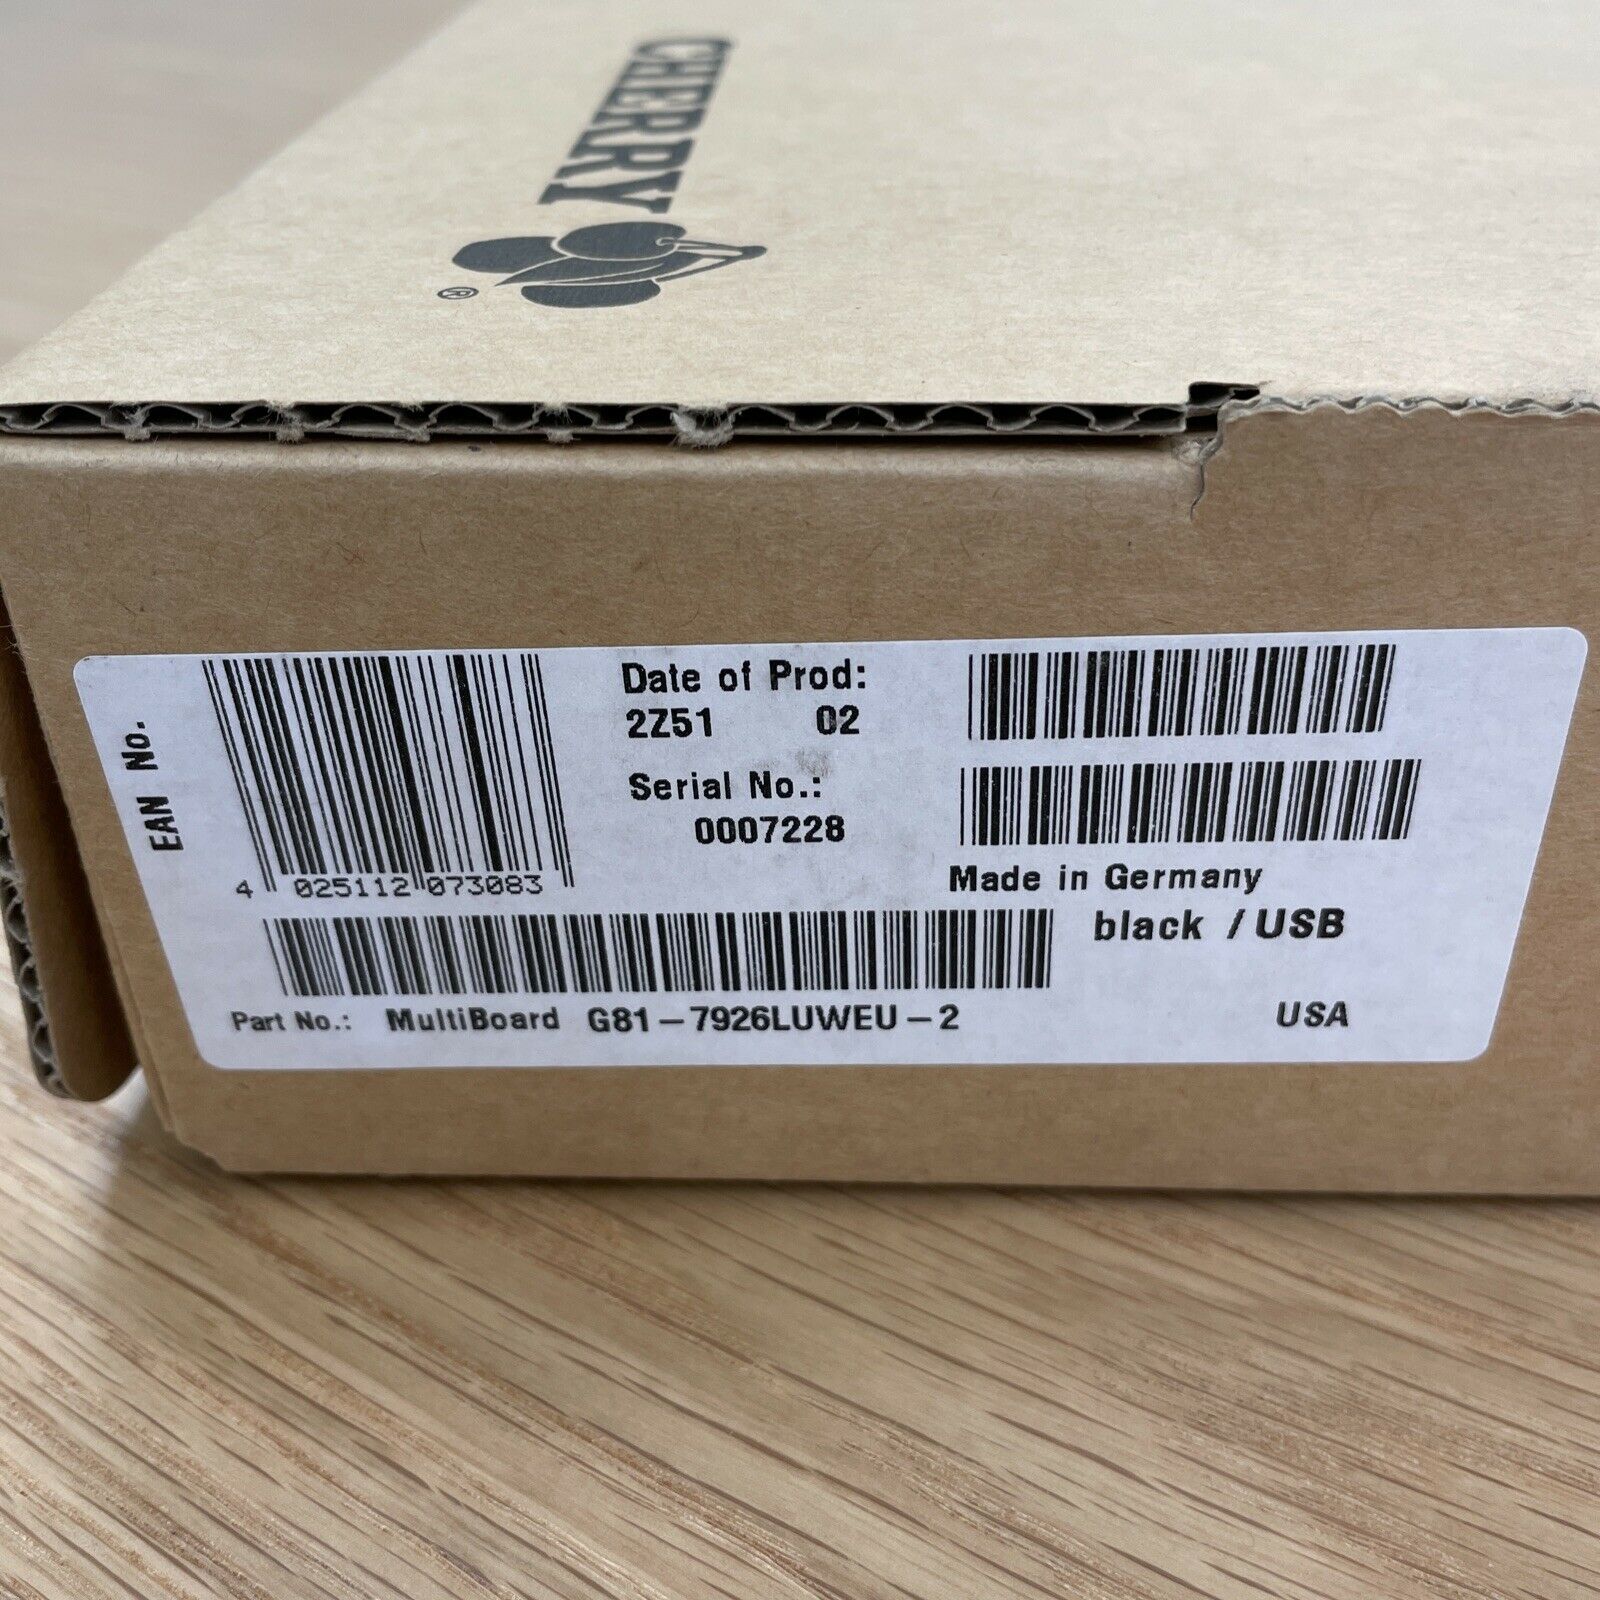 CHERRY
®
EAN No.
4 025112 073083
Date of Prod:
2Z51 02
Serial No.:
0007228
Made in Germany
black / USB
Part No.: MultiBoard G81-7926LUWEU-2
USA